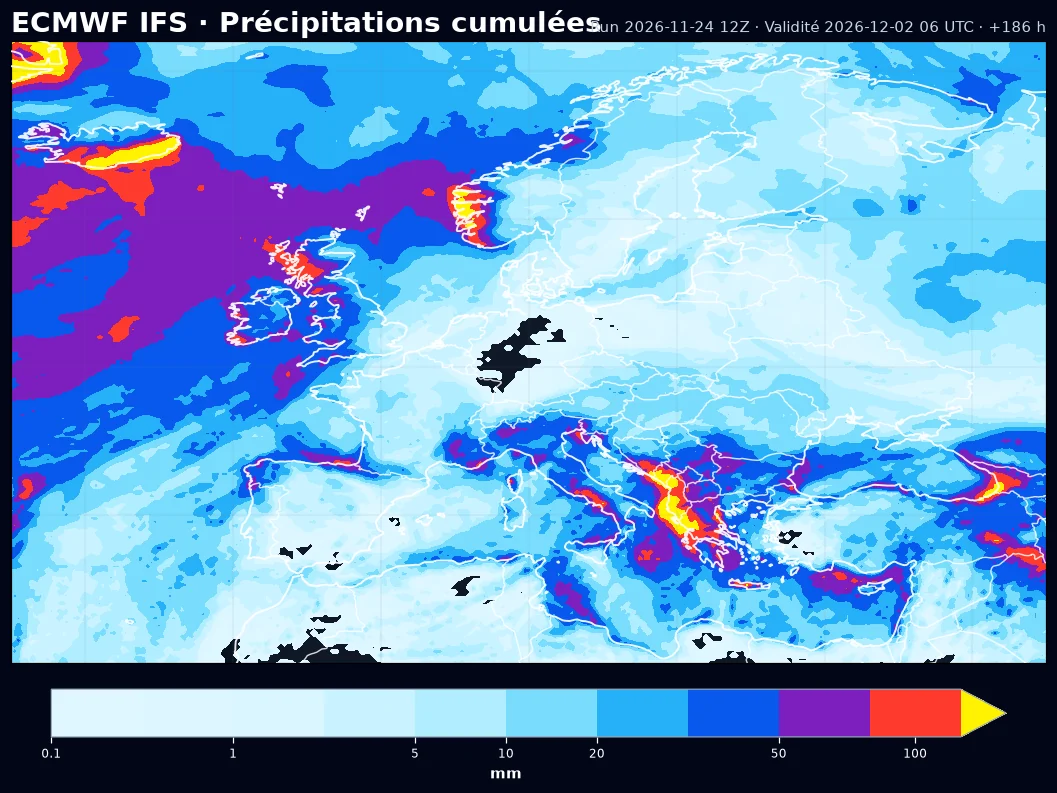 ECMWF IFS · Précipitations cumulées
Run 2026-11-24 12Z · Validité 2026-12-02 06 UTC · +186 h
0.1 1 5 10 20 50 100
mm